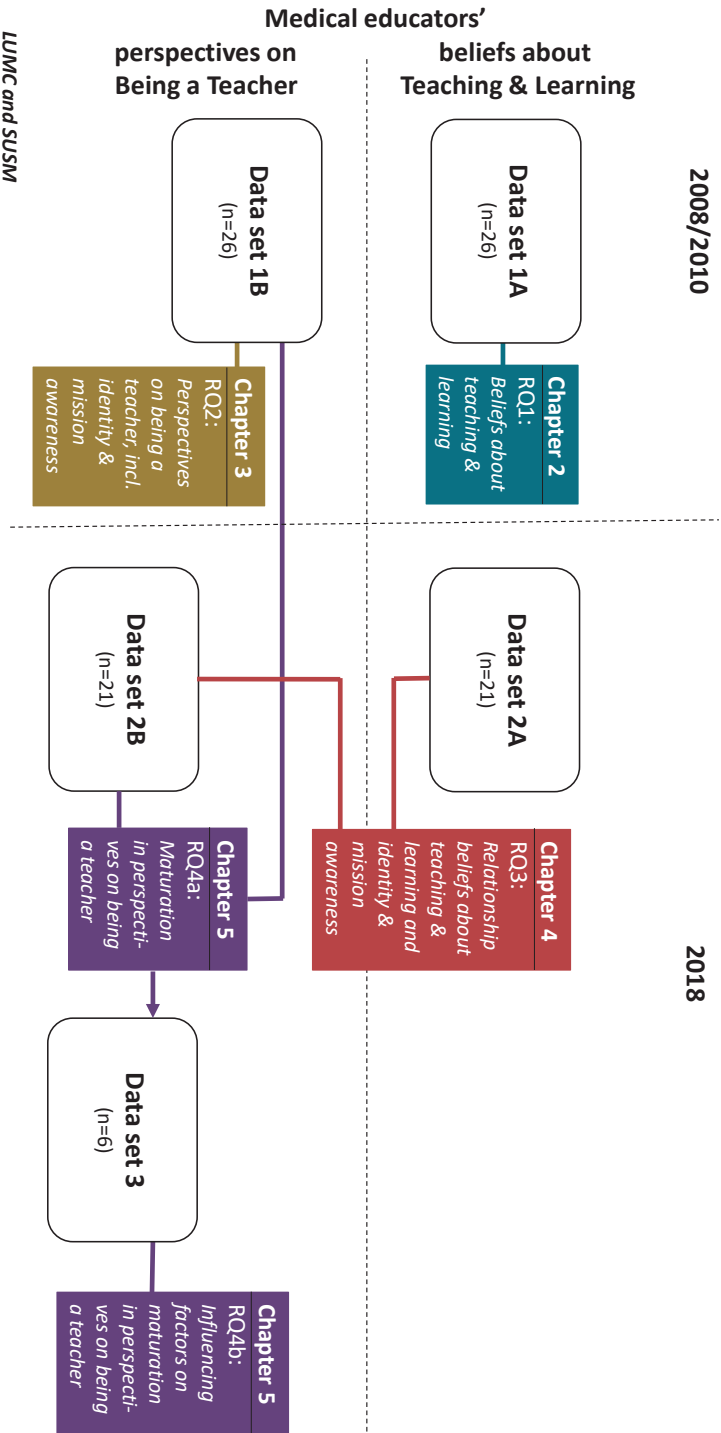 Medical educators’
perspectives on
Being a Teacher
beliefs about
Teaching & Learning
2008/2010
2018
Data set 1A
(n=26)
Chapter 2
RQ1:
Beliefs about
teaching &
learning
Data set 2A
(n=21)
Chapter 4
RQ3:
Relationship
beliefs about
teaching &
learning and
identity &
mission
awareness
Data set 1B
(n=26)
Chapter 3
RQ2:
Perspectives
on being a
teacher, incl.
identity &
mission
awareness
Data set 2B
(n=21)
Chapter 5
RQ4a:
Maturation
in perspecti-
ves on being
a teacher
Data set 3
(n=6)
Chapter 5
RQ4b:
Influencing
factors on
maturation
in perspecti-
ves on being
a teacher
LUMC and SUSM